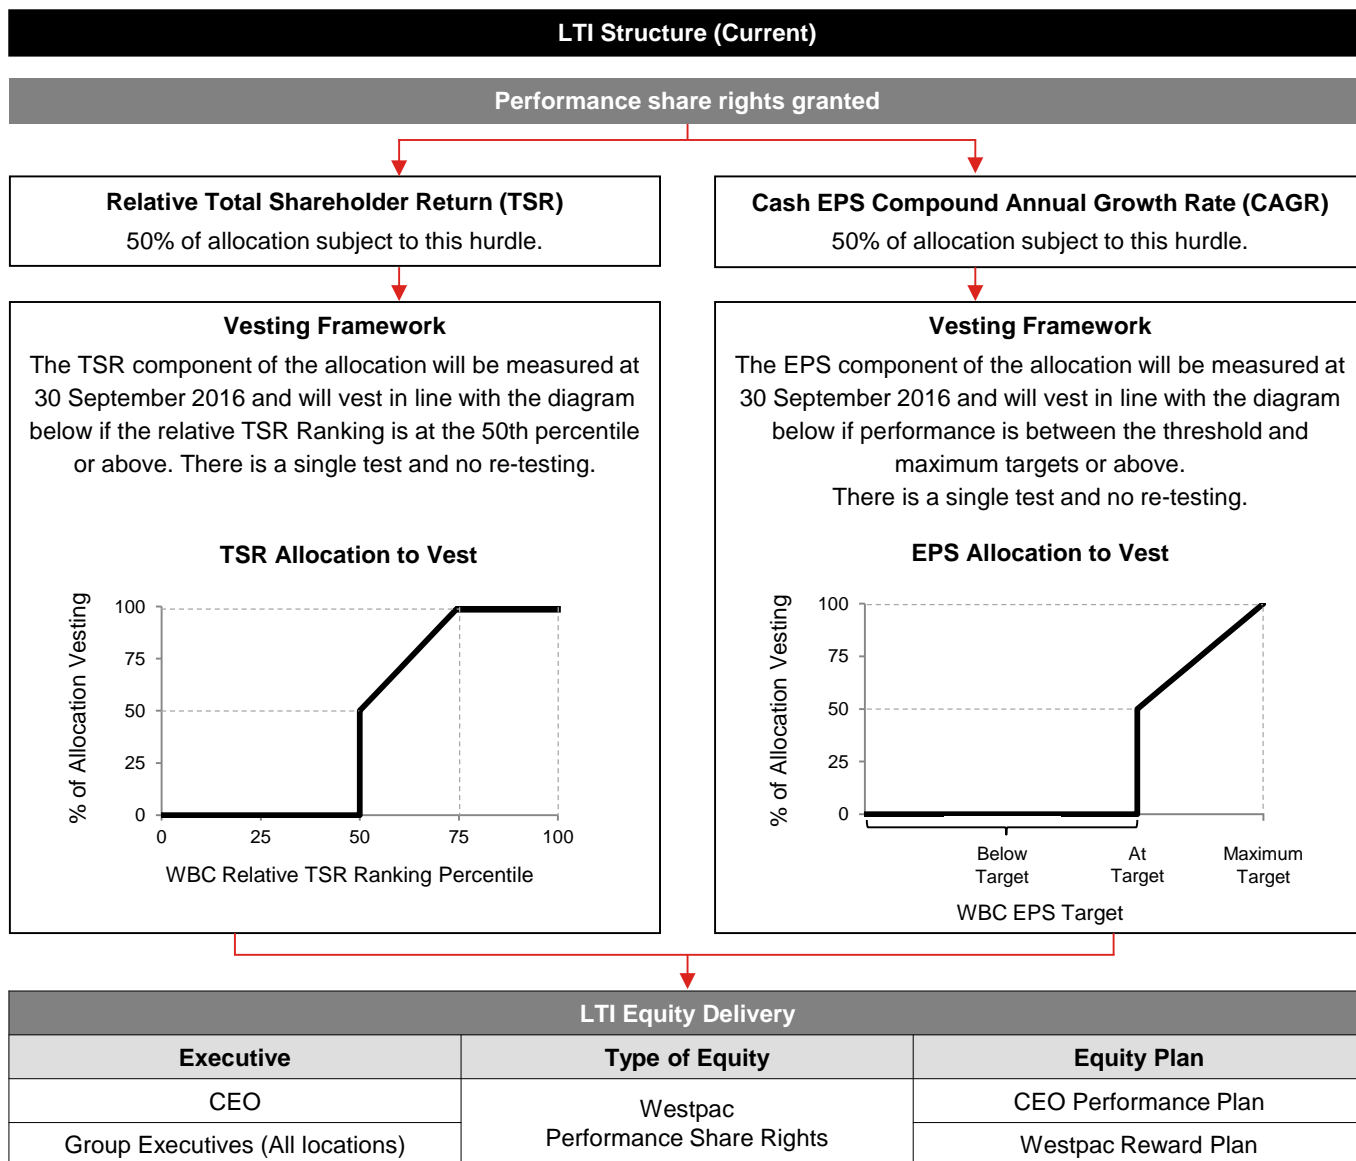 LTI Structure (Current)
Performance share rights granted
Relative Total Shareholder Return (TSR)
50% of allocation subject to this hurdle.
Cash EPS Compound Annual Growth Rate (CAGR)
50% of allocation subject to this hurdle.
Vesting Framework
The TSR component of the allocation will be measured at
30 September 2016 and will vest in line with the diagram
below if the relative TSR Ranking is at the 50th percentile
or above. There is a single test and no re-testing.
TSR Allocation to Vest
% of Allocation Vesting
100
75
50
25
0
0 25 50 75 100
WBC Relative TSR Ranking Percentile
Vesting Framework
The EPS component of the allocation will be measured at
30 September 2016 and will vest in line with the diagram
below if performance is between the threshold and
maximum targets or above.
There is a single test and no re-testing.
EPS Allocation to Vest
% of Allocation Vesting
100
75
50
25
0
Below At Maximum
Target Target Target
WBC EPS Target
LTI Equity Delivery
Executive Type of Equity Equity Plan
CEO
Group Executives (All locations)
Westpac
Performance Share Rights
CEO Performance Plan
Westpac Reward Plan